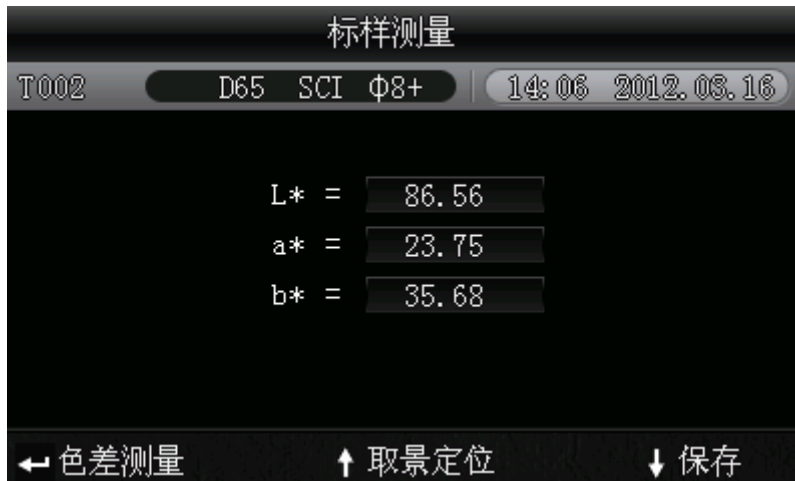 标样测量
T002 D65 SCI Φ8+ 14:06 2012.03.16
L* = 86.56
a* = 23.75
b* = 35.68
色差测量 取景定位 保存